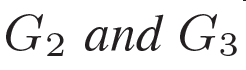 G₂ and G₃